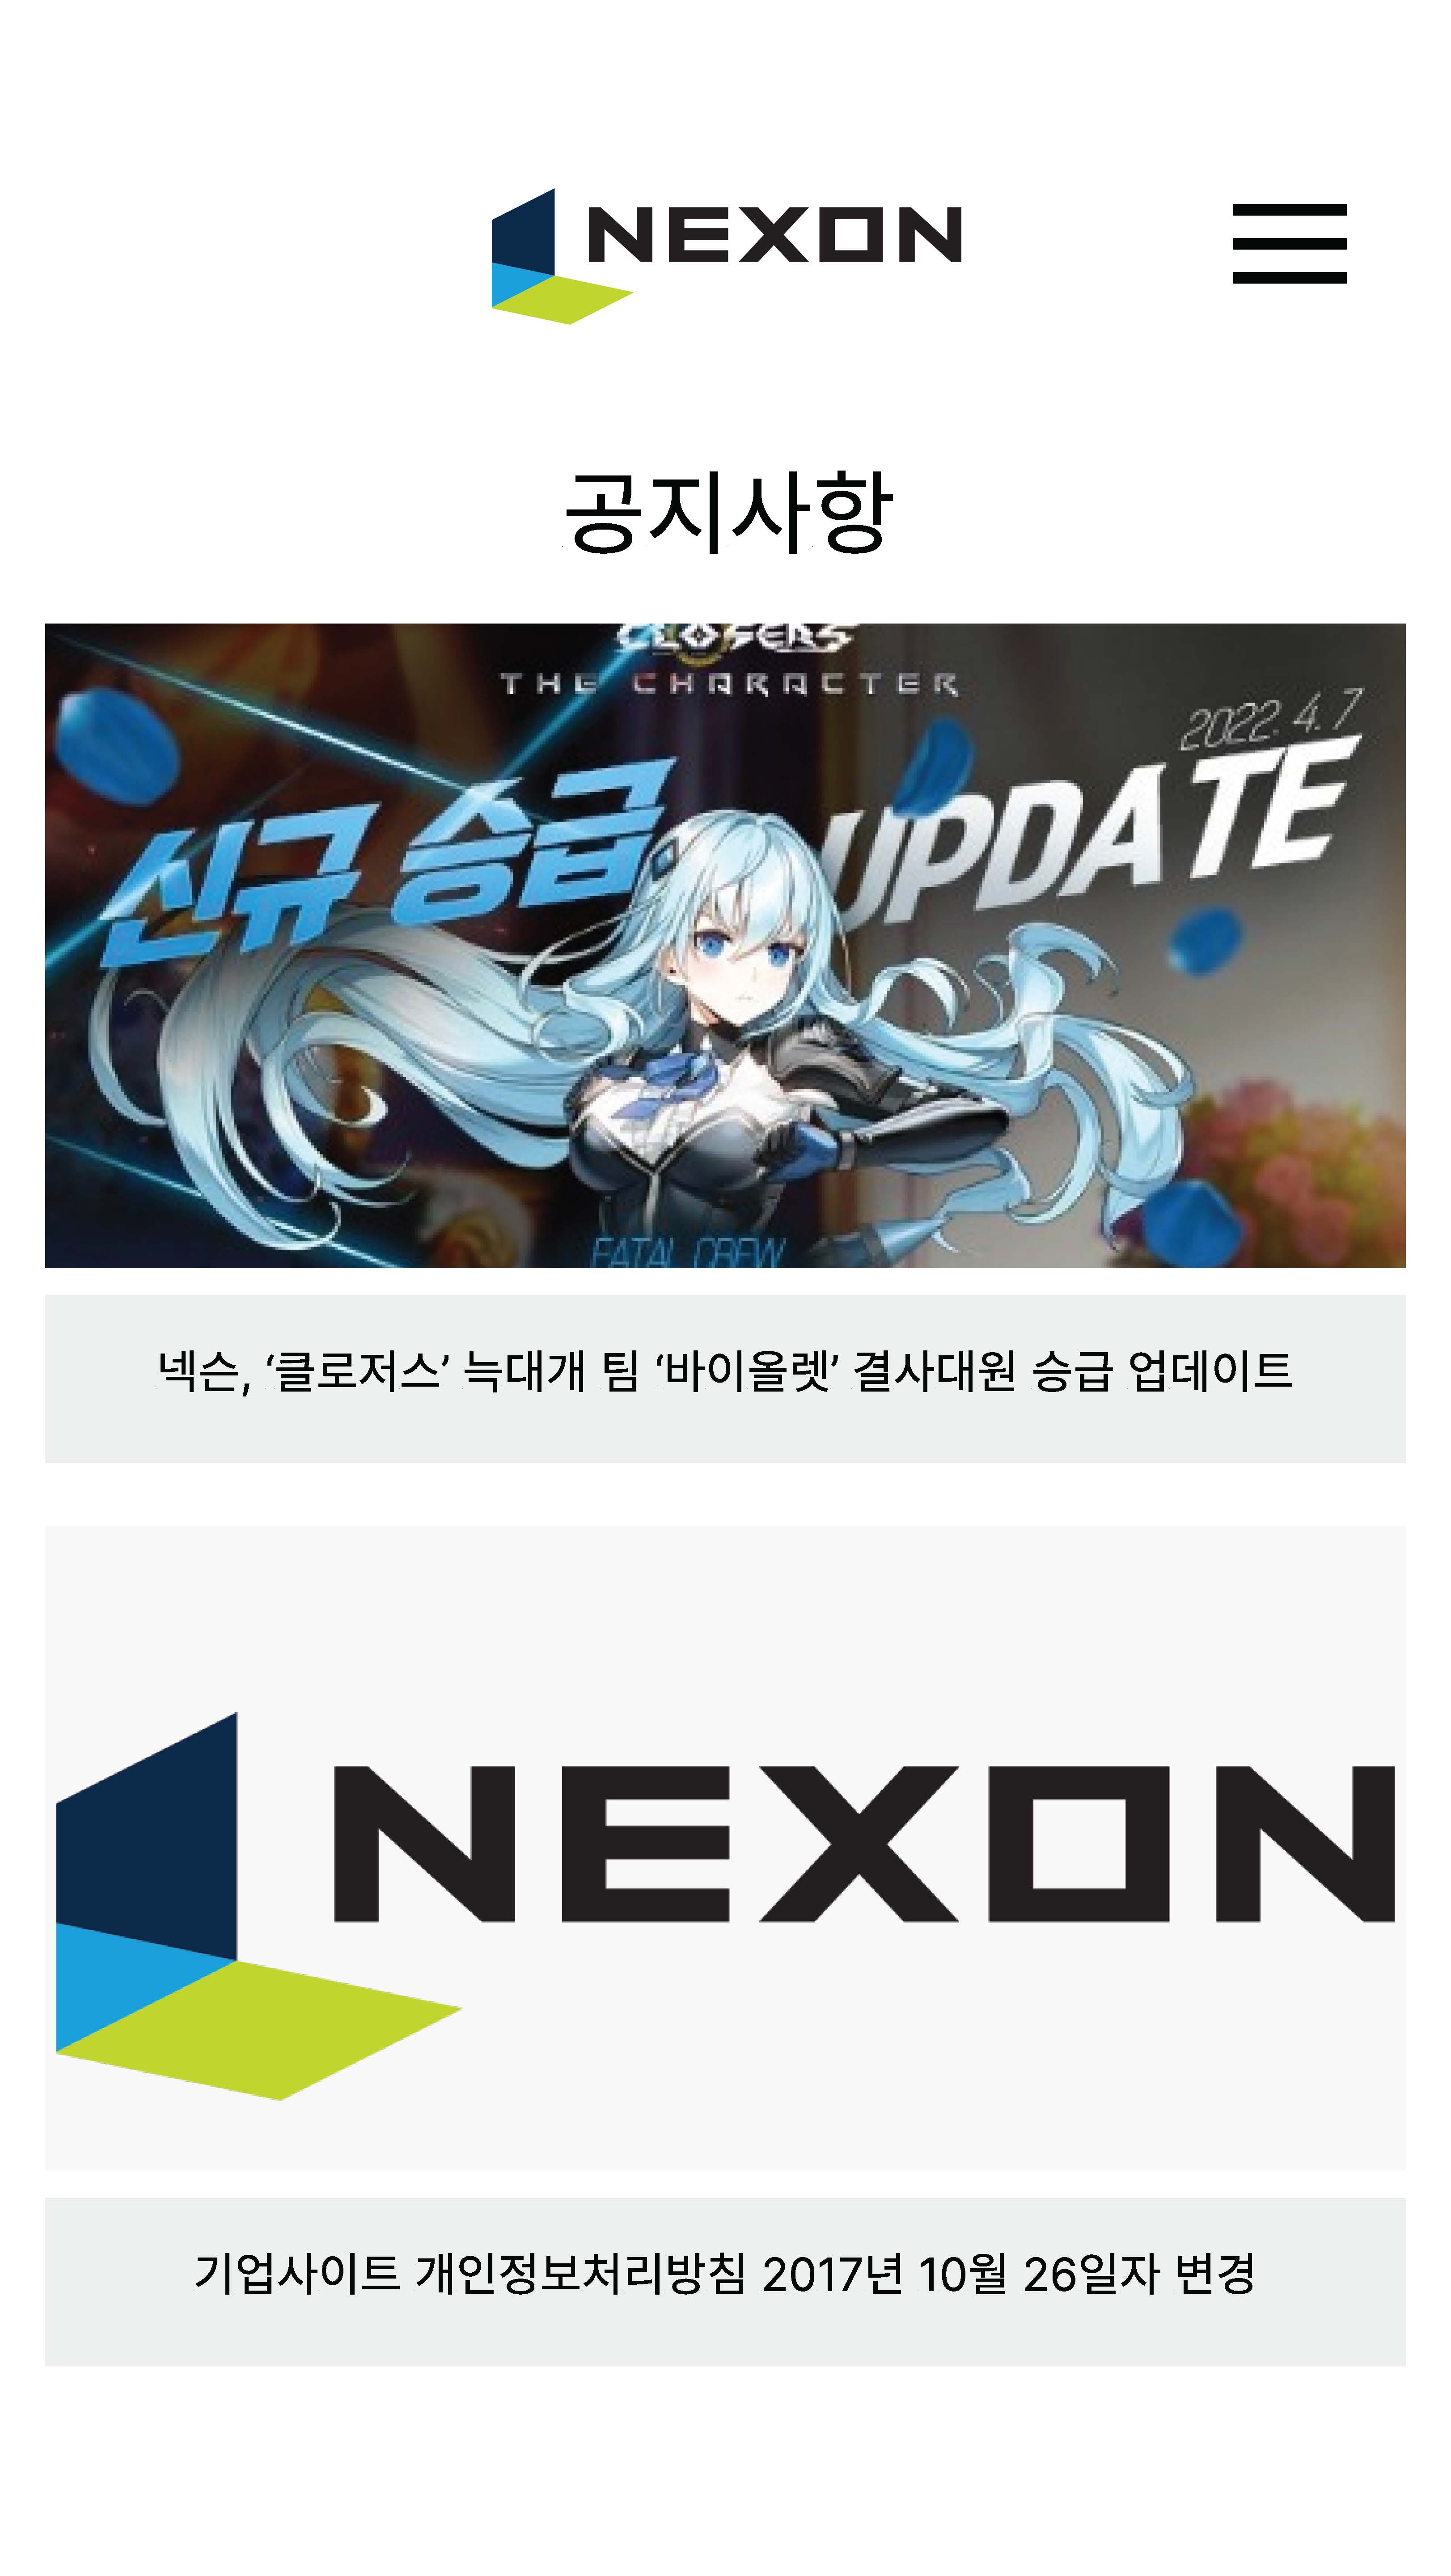 NEXON
공지사항
CLOSERS
THE CHARACTER
2022. 4. 7
신규 승급 UPDATE
FATAL CREW
넥슨, ‘클로저스’ 늑대개 팀 ‘바이올렛’ 결사대원 승급 업데이트
NEXON
기업사이트 개인정보처리방침 2017년 10월 26일자 변경